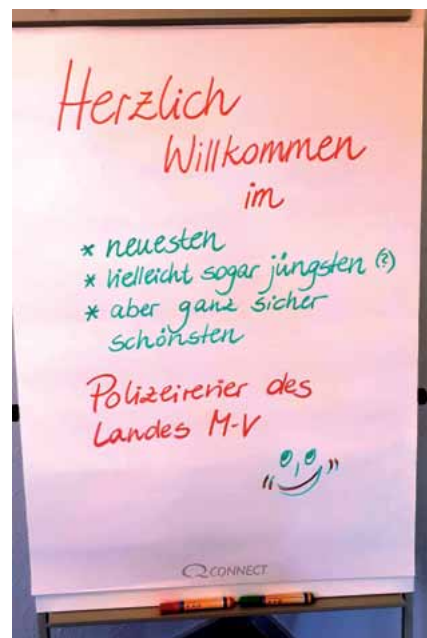 Herzlich
Willkommen
im
* neuesten
* vielleicht sogar jüngsten (?)
* aber ganz sicher
schönsten
Polizeirevier des
Landes M-V
Q CONNECT